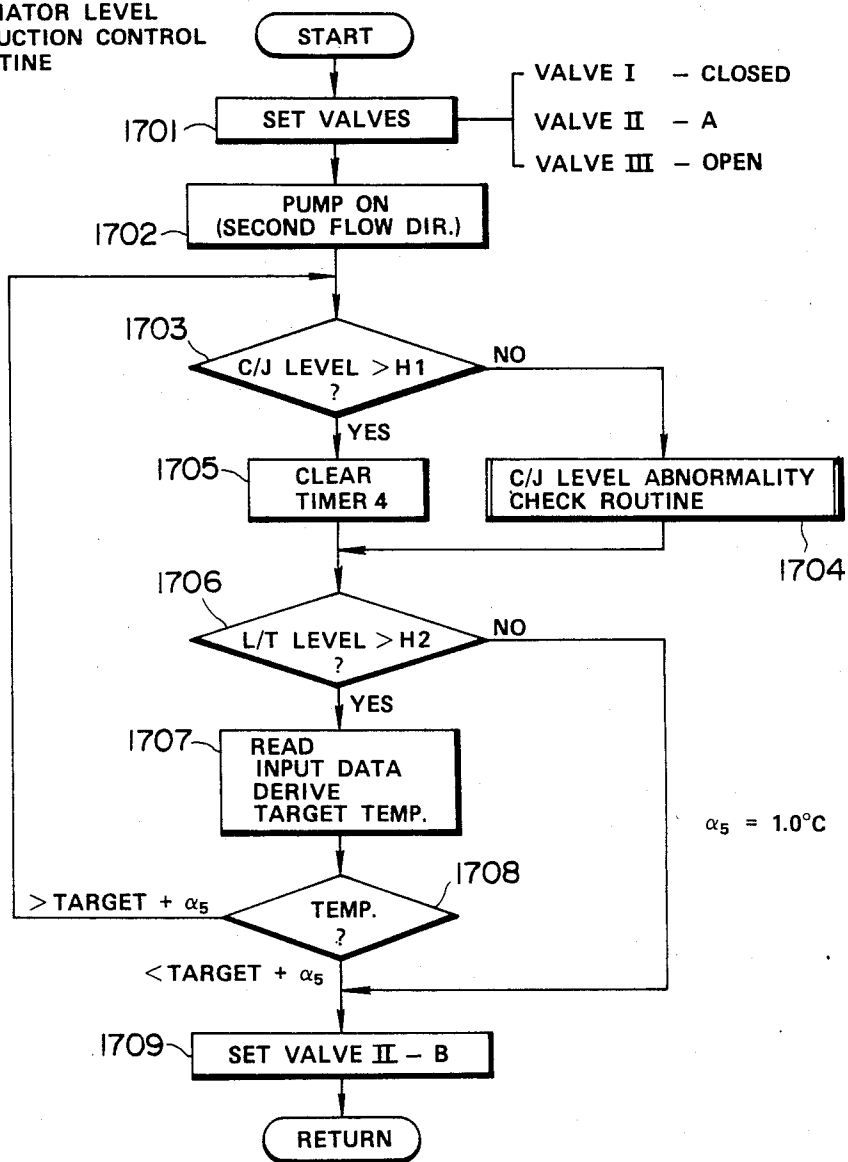 IATOR LEVEL
UCTION CONTROL
TINE
START
1701
SET VALVES
VALVE I – CLOSED
VALVE II – A
VALVE III – OPEN
1702
PUMP ON
(SECOND FLOW DIR.)
1703
C/J LEVEL > H1
?
NO
YES
1705
CLEAR
TIMER 4
C/J LEVEL ABNORMALITY
CHECK ROUTINE
1704
1706
L/T LEVEL > H2
?
NO
YES
1707
READ
INPUT DATA
DERIVE
TARGET TEMP.
α5 = 1.0°C
1708
> TARGET + α5
TEMP.
?
< TARGET + α5
1709
SET VALVE II – B
RETURN